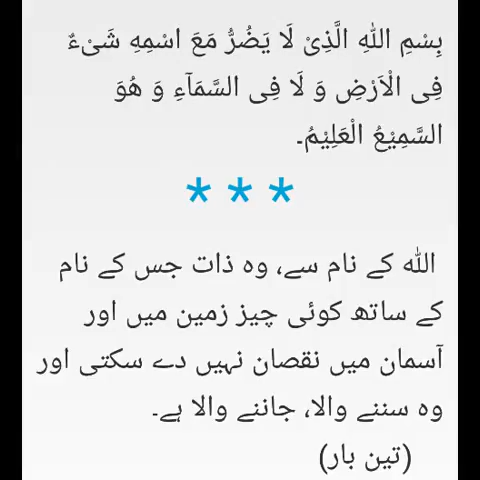 بِسْمِ اللّٰهِ الَّذِیْ لَا يَضُرُّ مَعَ اسْمِهِ شَیْءٌ
فِی الْاَرْضِ وَ لَا فِی السَّمَآءِ وَ هُوَ
السَّمِيْعُ الْعَلِيْمُ۔
* * *
اللّٰہ کے نام سے، وہ ذات جس کے نام
کے ساتھ کوئی چیز زمین میں اور
آسمان میں نقصان نہیں دے سکتی اور
وہ سننے والا، جاننے والا ہے۔
(تین بار)